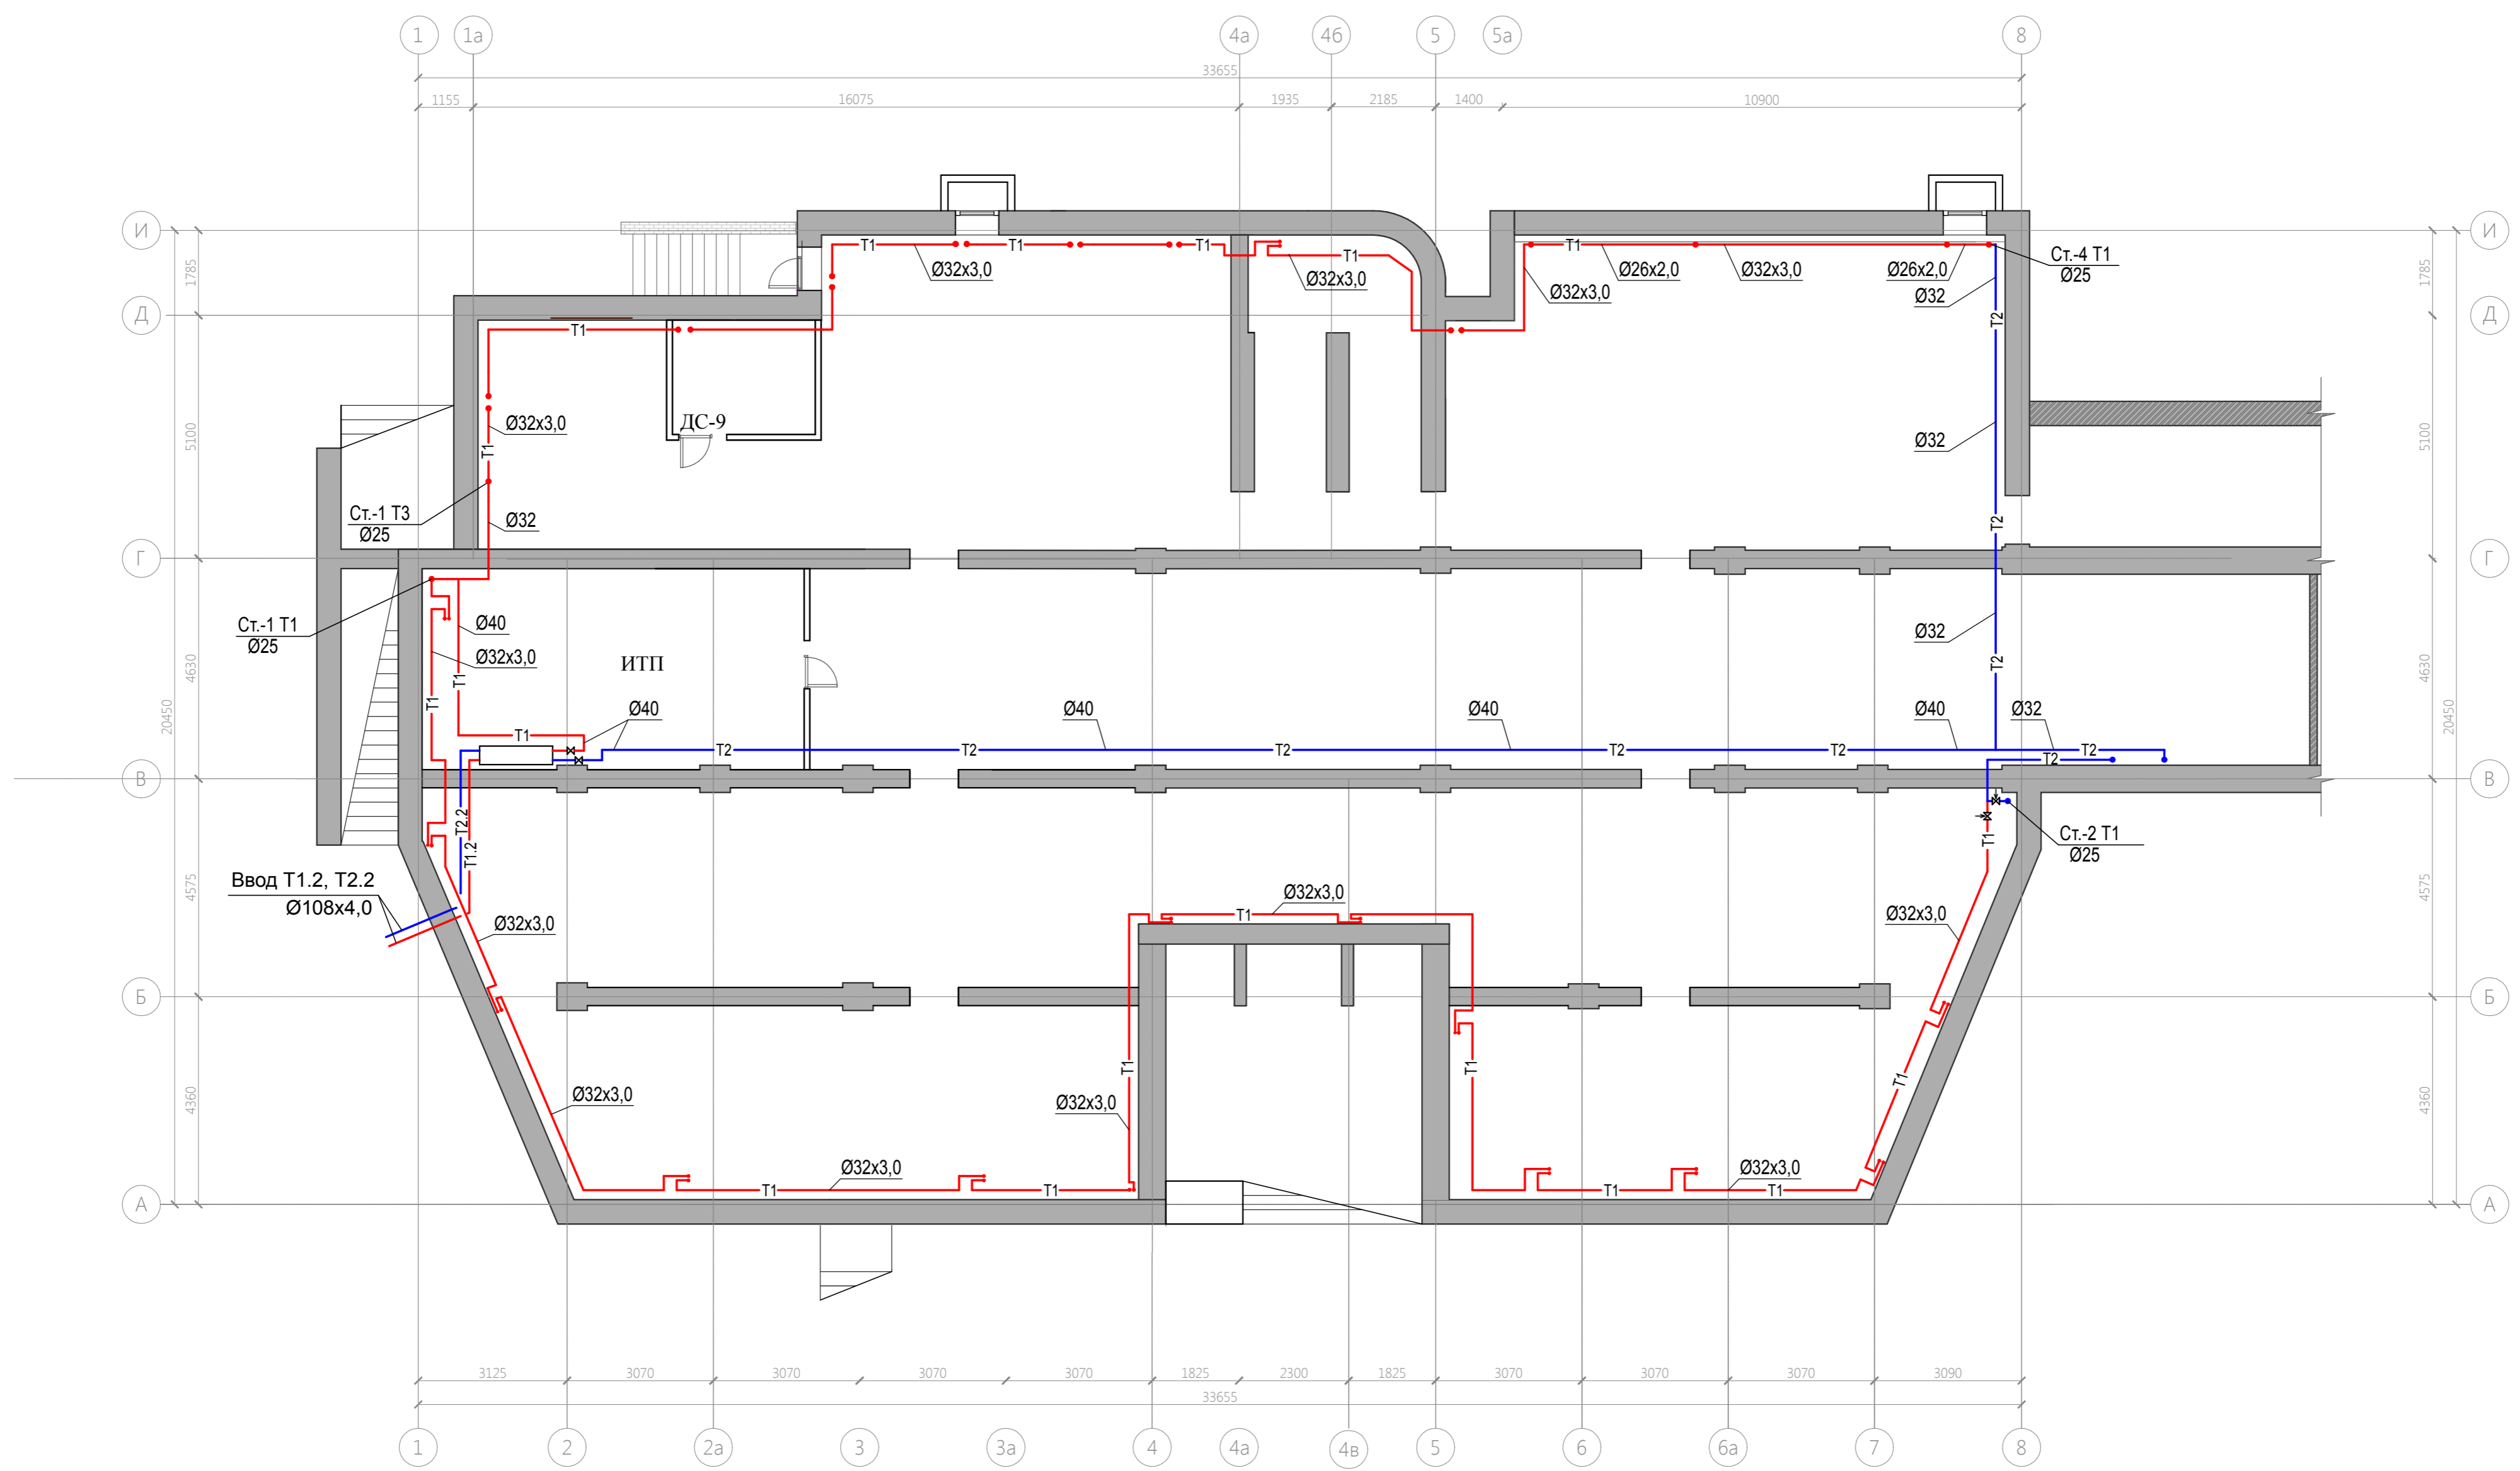 1 1а 4а 4б 5 5а 8
33655
1155 16075 1935 2185 1400 10900
И Т1 Т1 Т1 Т1 Т1 И
Ø32х3,0 Т1 Ø26х2,0 Ø32х3,0 Ø26х2,0 Ст.-4 Т1
Ø25
1785 Ø32х3,0 Ø32х3,0 Ø32 1785
Д Т1 Т2 Д
Ø32х3,0 ДС-9
5100 Т1 Ø32 5100
Ст.-1 Т3
Ø25
Ø32 Т2
Г Г
Ст.-1 Т1
Ø25
Ø40
Ø32х3,0 ИТП Ø32
4630 Т1 Т1 Т2 4630
20450 Ø40 Ø40 Ø40 Ø40 Ø32 20450
Т1 Т2 Т2 Т2 Т2 Т2 Т2
Т2
В В
Т2.2 Т1.2 Т1 Ст.-2 Т1
Ø25
Ввод Т1.2, Т2.2
Ø108х4,0
4575 Ø32х3,0 4575
Ø32х3,0 Т1 Ø32х3,0
Б Б
Т1 Т1 Т1
4360 Ø32х3,0 Ø32х3,0 4360
Ø32х3,0 Ø32х3,0
Т1 Т1 Т1 Т1
А А
3125 3070 3070 3070 3070 1825 2300 1825 3070 3070 3070 3090
33655
1 2 2а 3 3а 4 4а 4в 5 6 6а 7 8